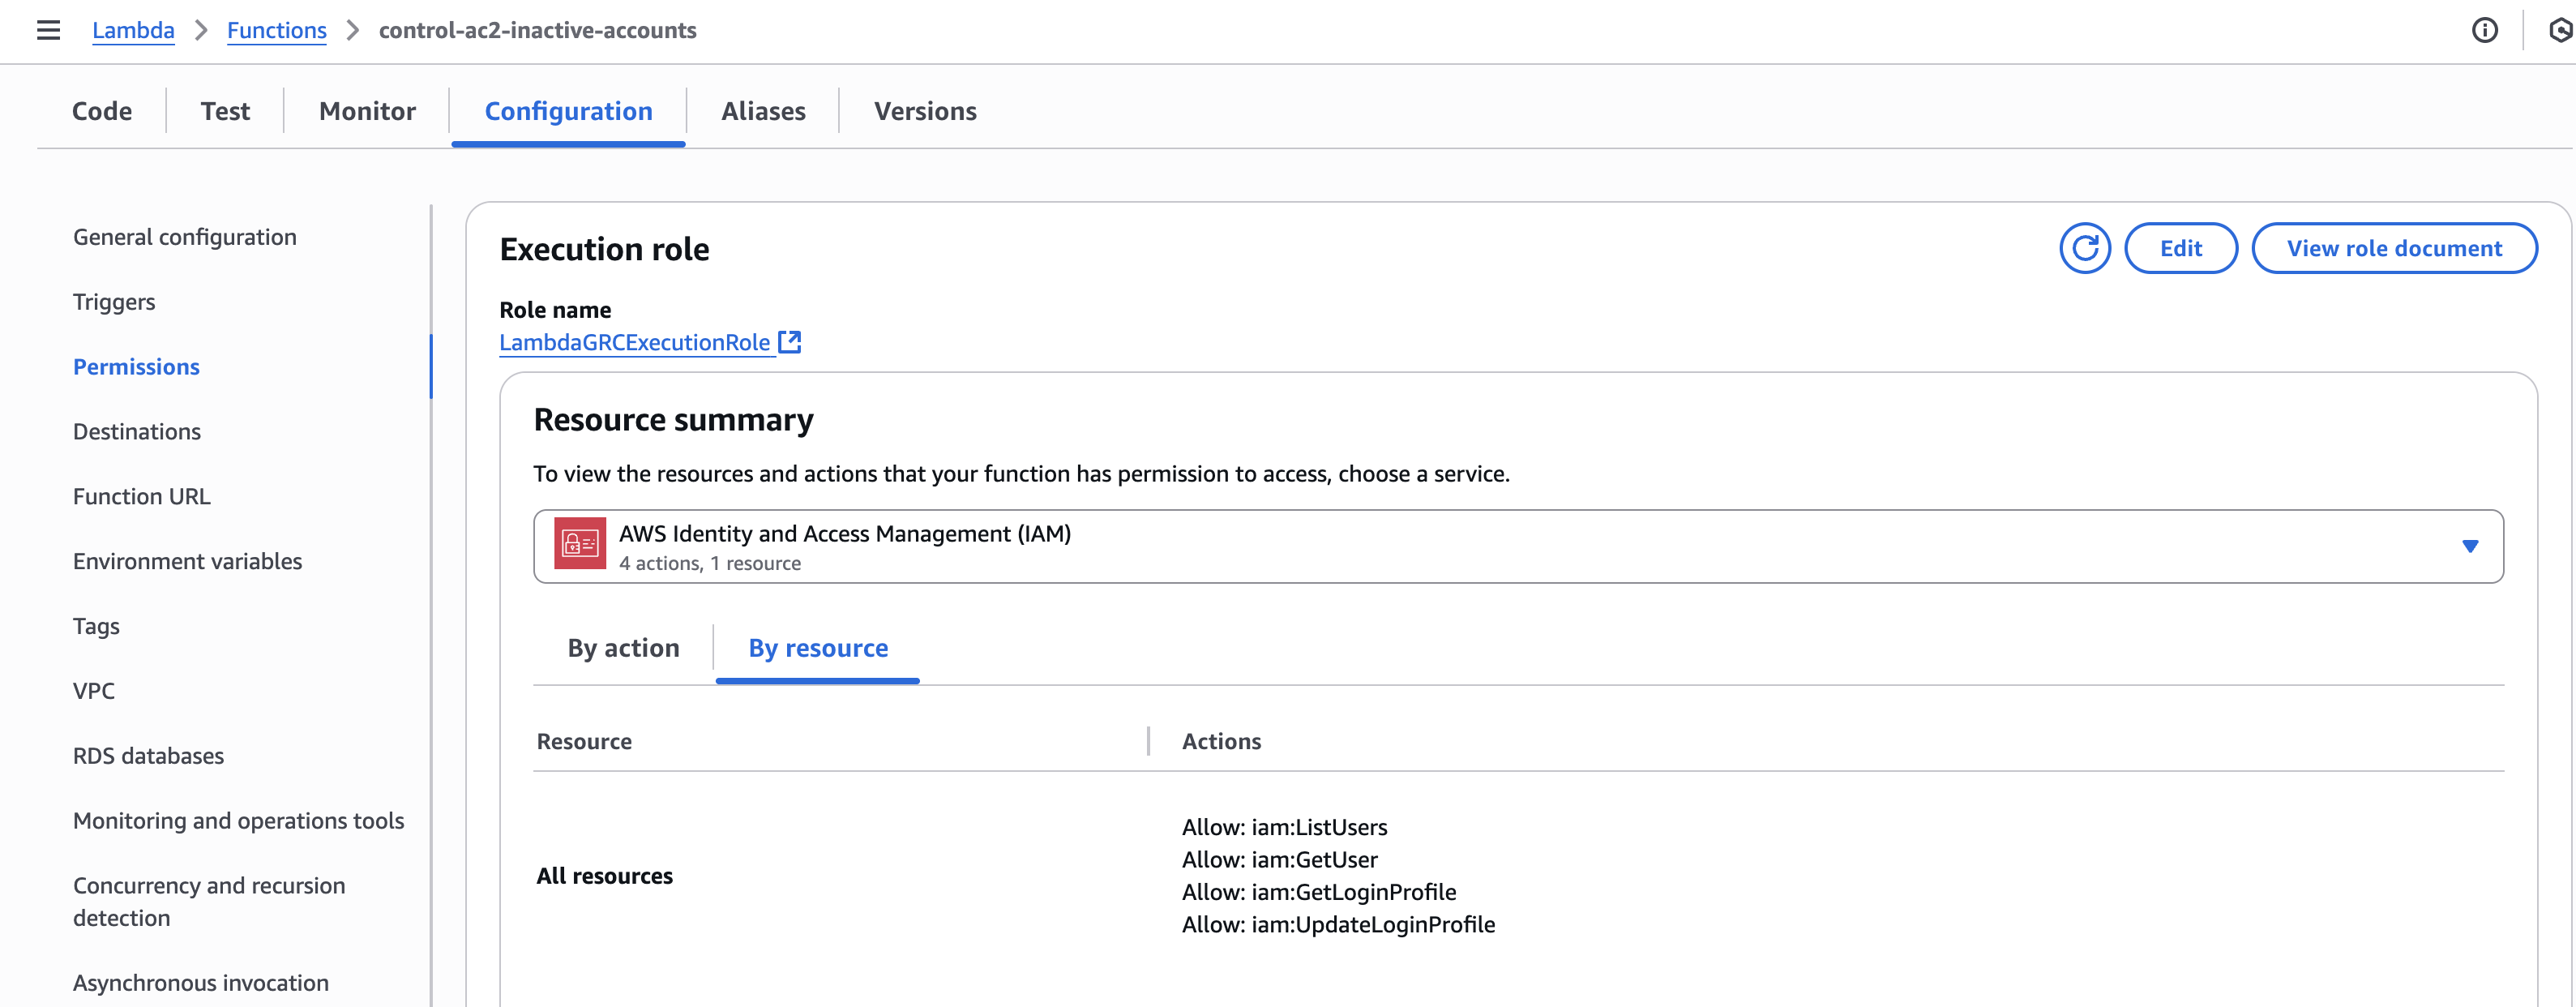 Lambda > Functions > control-ac2-inactive-accounts
Code Test Monitor Configuration Aliases Versions
General configuration
Triggers
Permissions
Destinations
Function URL
Environment variables
Tags
VPC
RDS databases
Monitoring and operations tools
Concurrency and recursion
detection
Asynchronous invocation
Execution role
Edit
View role document
Role name
LambdaGRCExecutionRole
Resource summary
To view the resources and actions that your function has permission to access, choose a service.
AWS Identity and Access Management (IAM)
4 actions, 1 resource
By action By resource
Resource Actions
All resources
Allow: iam:ListUsers
Allow: iam:GetUser
Allow: iam:GetLoginProfile
Allow: iam:UpdateLoginProfile